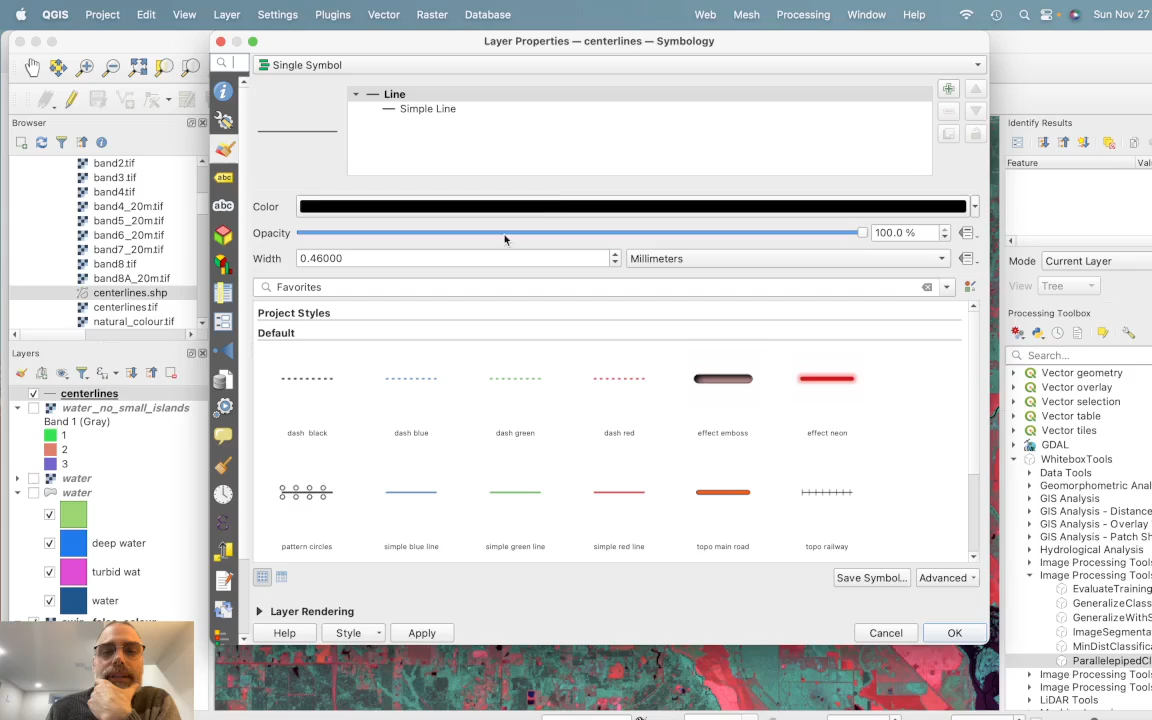 QGIS Project Edit View Layer Settings Plugins Vector Raster Database Web Mesh Processing Window Help Sun Nov 27
Layer Properties — centerlines — Symbology
Single Symbol
Line
Simple Line
Color
Opacity 100.0 %
Width 0.46000 Millimeters
Favorites
Project Styles
Default
dash black dash blue dash green dash red effect emboss effect neon
pattern circles simple blue line simple green line simple red line topo main road topo railway
Save Symbol... Advanced
Layer Rendering
Help Style Apply Cancel OK
Browser
band2.tif
band3.tif
band4.tif
band4_20m.tif
band5_20m.tif
band6_20m.tif
band7_20m.tif
band8.tif
band8A_20m.tif
centerlines.shp
centerlines.tif
natural_colour.tif
Layers
centerlines
water_no_small_islands
Band 1 (Gray)
1
2
3
water
water
deep water
turbid wat
water
Identify Results
Feature Val
Mode Current Layer
View Tree
Processing Toolbox
Search...
Vector geometry
Vector overlay
Vector selection
Vector table
Vector tiles
GDAL
WhiteboxTools
Data Tools
Geomorphometric Anal
GIS Analysis
GIS Analysis - Distance
GIS Analysis - Overlay
GIS Analysis - Patch Sh
Hydrological Analysis
Image Processing Tools
Image Processing Tools
EvaluateTraining
GeneralizeClass
GeneralizeWithS
ImageSegmenta
MinDistClassific
ParallelepipedCl
Image Processing Tools
Image Processing Tools
LiDAR Tools